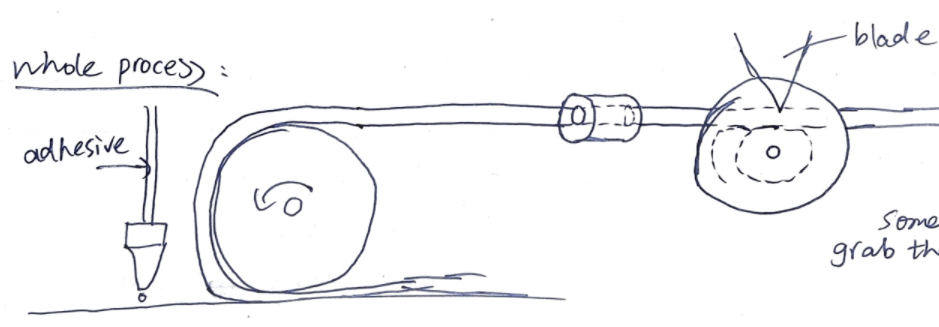 whole process :
blade
adhesive
some
grab th